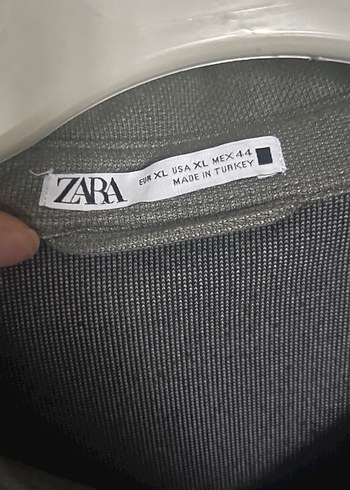 ZARA
EUR XL USA XL MEX 44
MADE IN TURKEY